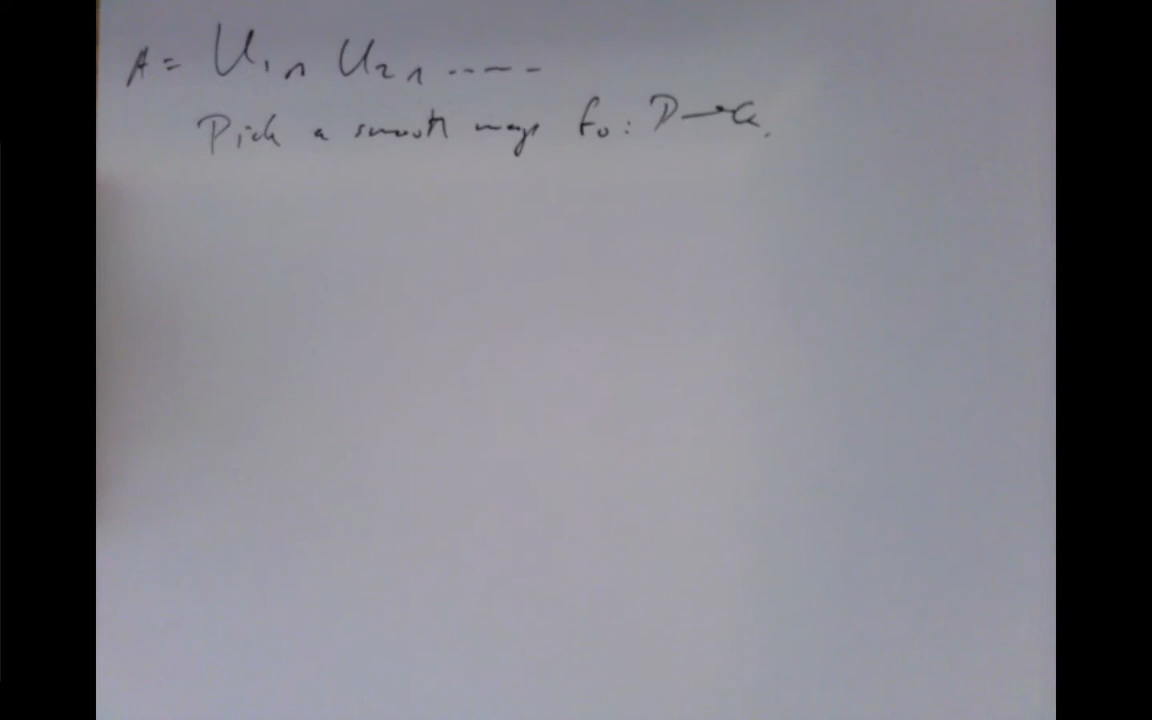 A = U₁ ∩ U₂ ∩ -----
Pick a smooth map f₀: D → G.